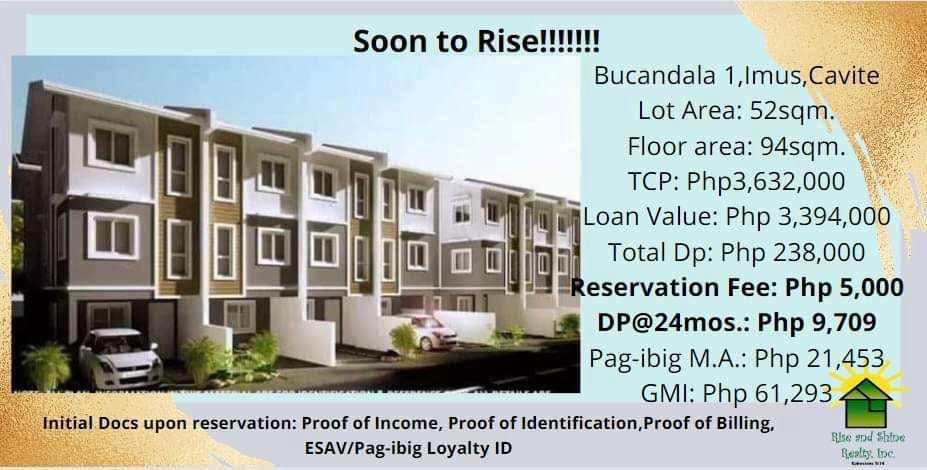 Soon to Rise!!!!!!!
Bucandala 1,Imus,Cavite
Lot Area: 52sqm.
Floor area: 94sqm.
TCP: Php3,632,000
Loan Value: Php 3,394,000
Total Dp: Php 238,000
Reservation Fee: Php 5,000
DP@24mos.: Php 9,709
Pag-ibig M.A.: Php 21,453
GMI: Php 61,293
Initial Docs upon reservation: Proof of Income, Proof of Identification,Proof of Billing,
ESAV/Pag-ibig Loyalty ID
Rise and Shine
Realty, Inc.
Ephesians 5:14